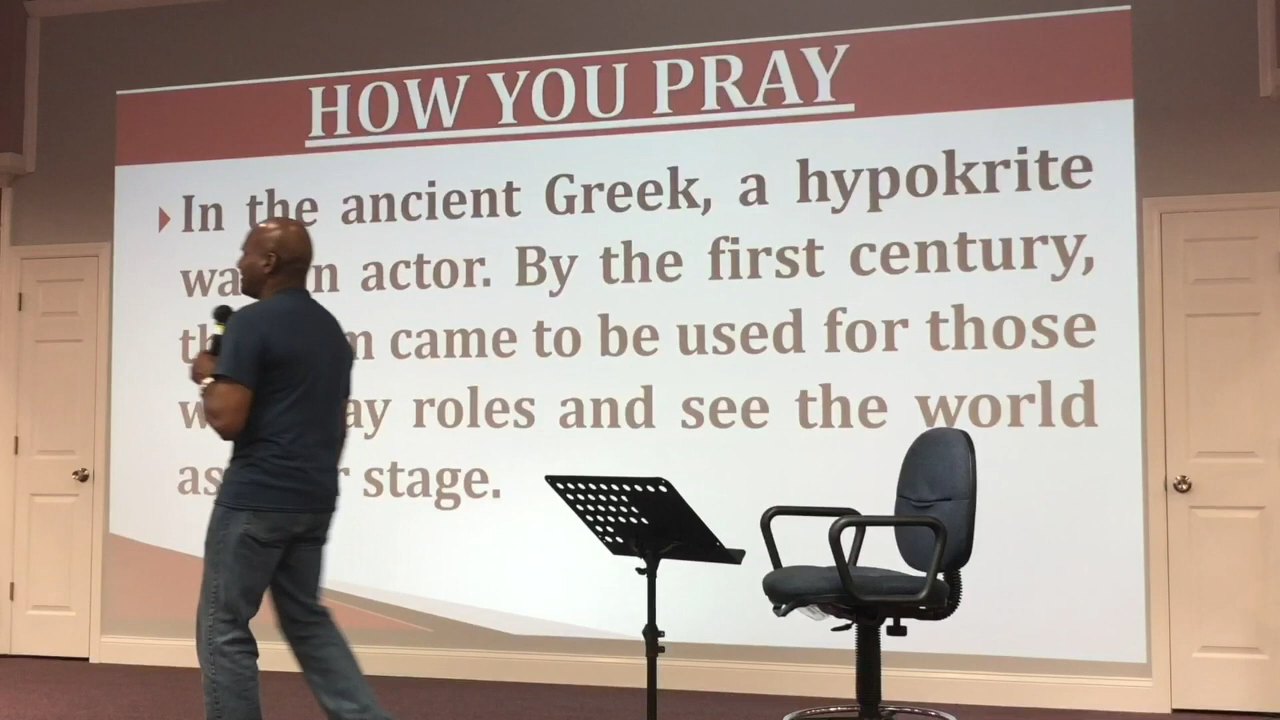 HOW YOU PRAY
In the ancient Greek, a hypokrite
actor. By the first century,
came to be used for those
roles and see the world
stage.